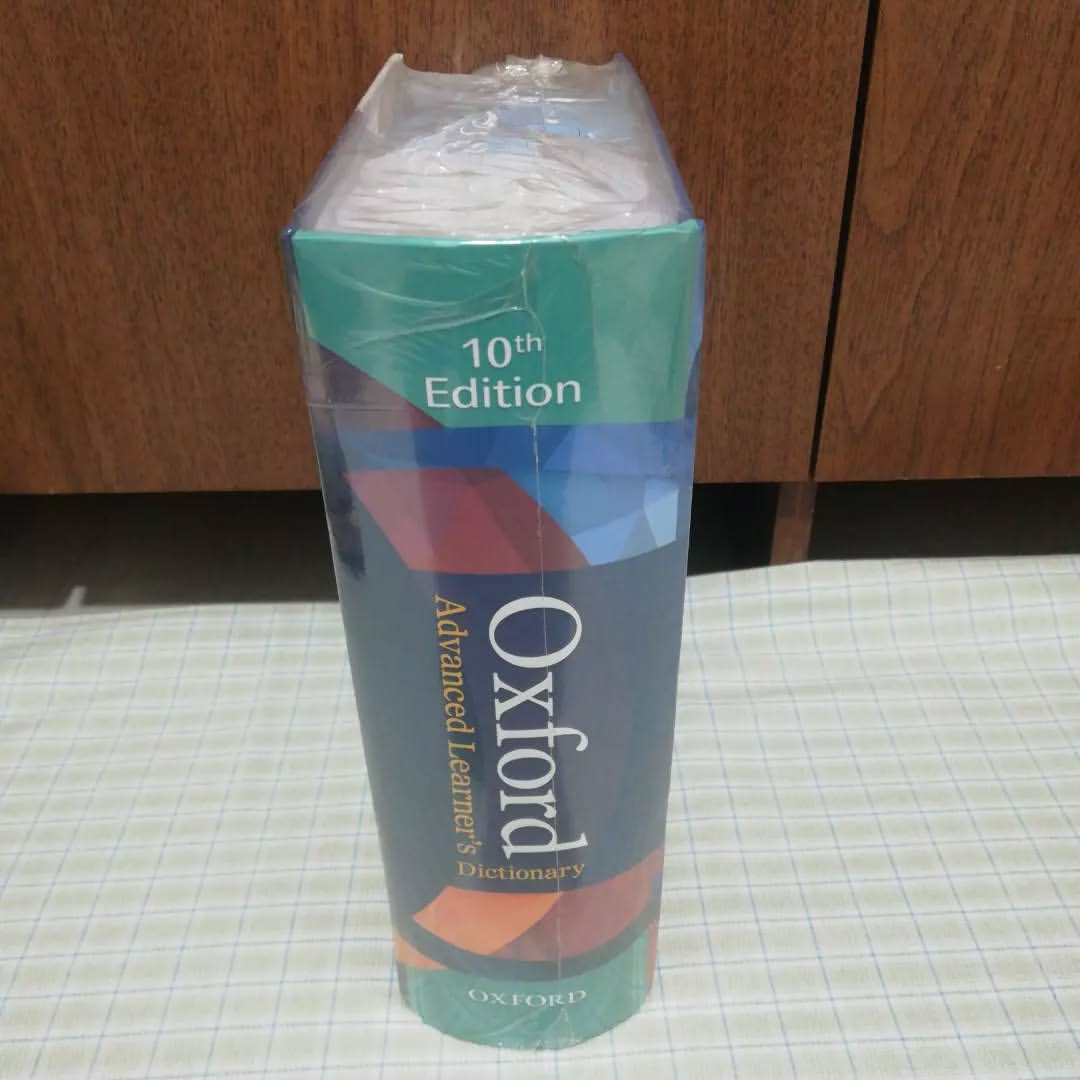 10th
Edition
Oxford
Advanced Learner's
Dictionary
OXFORD